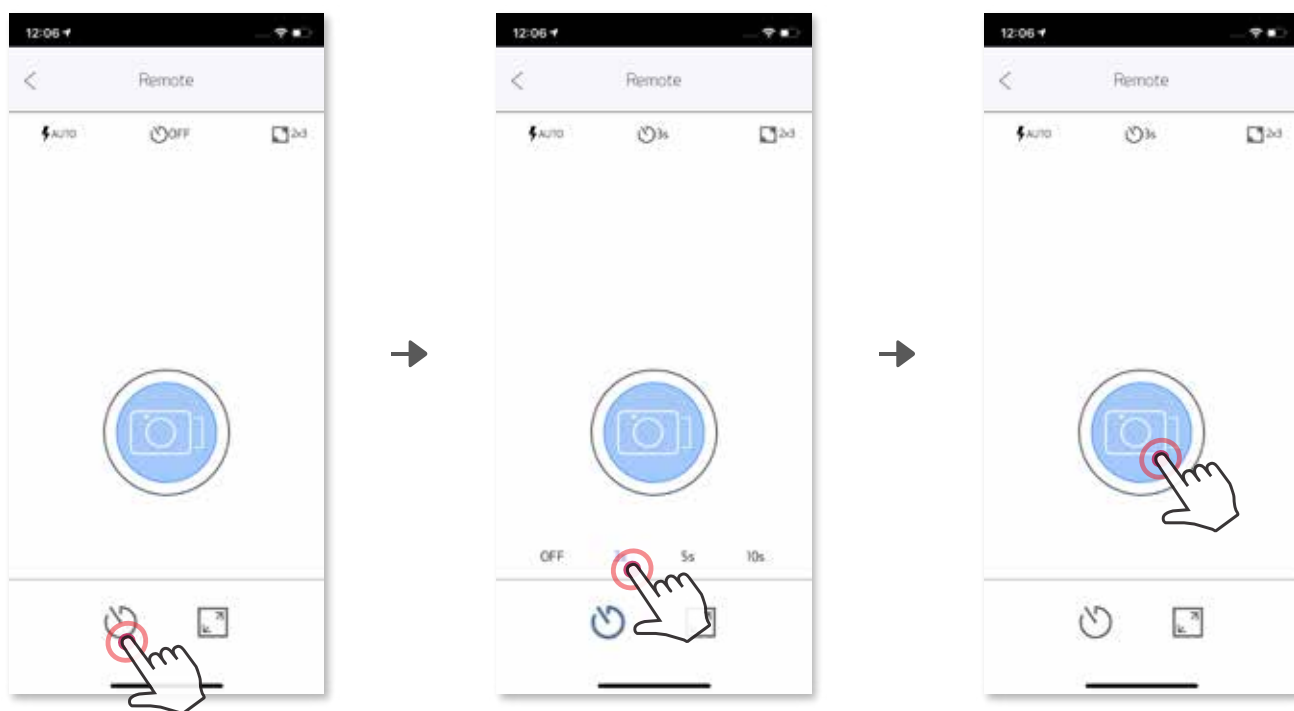 12:06
Remote
AUTO
OFF
2x3
12:06
Remote
AUTO
3s
2x3
OFF
5s
10s
12:06
Remote
AUTO
3s
2x3